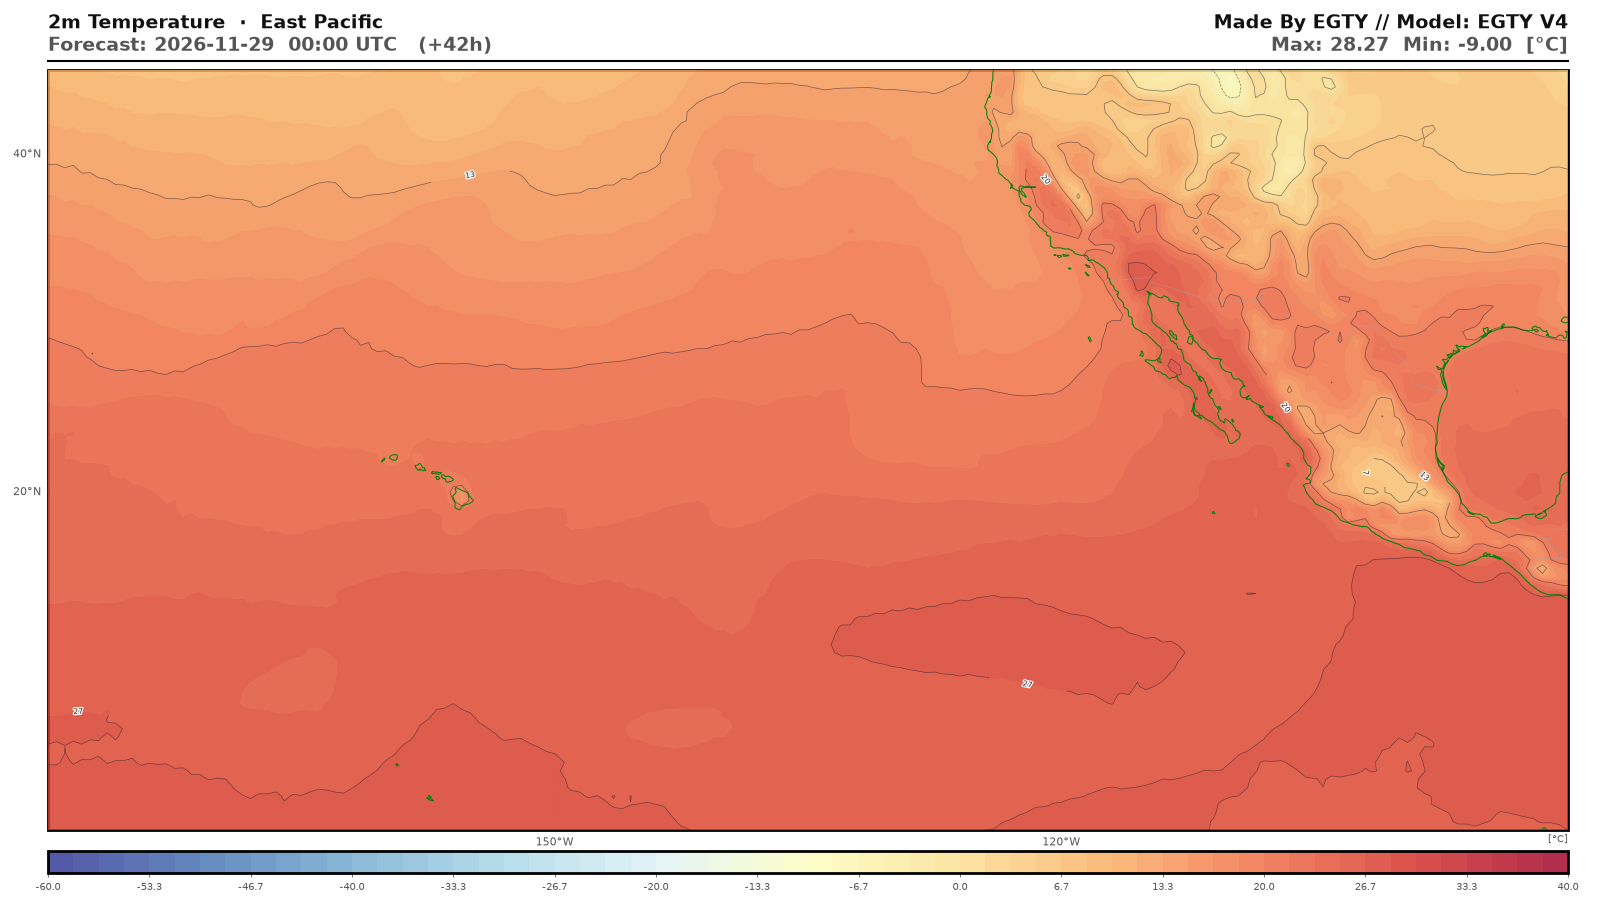 2m Temperature · East Pacific
Made By EGTY // Model: EGTY V4
Forecast: 2026-11-29 00:00 UTC (+42h)
Max: 28.27 Min: -9.00 [°C]
40°N
20°N
13
20
20
7
13
27
27
150°W
120°W
[°C]
-60.0 -53.3 -46.7 -40.0 -33.3 -26.7 -20.0 -13.3 -6.7 0.0 6.7 13.3 20.0 26.7 33.3 40.0